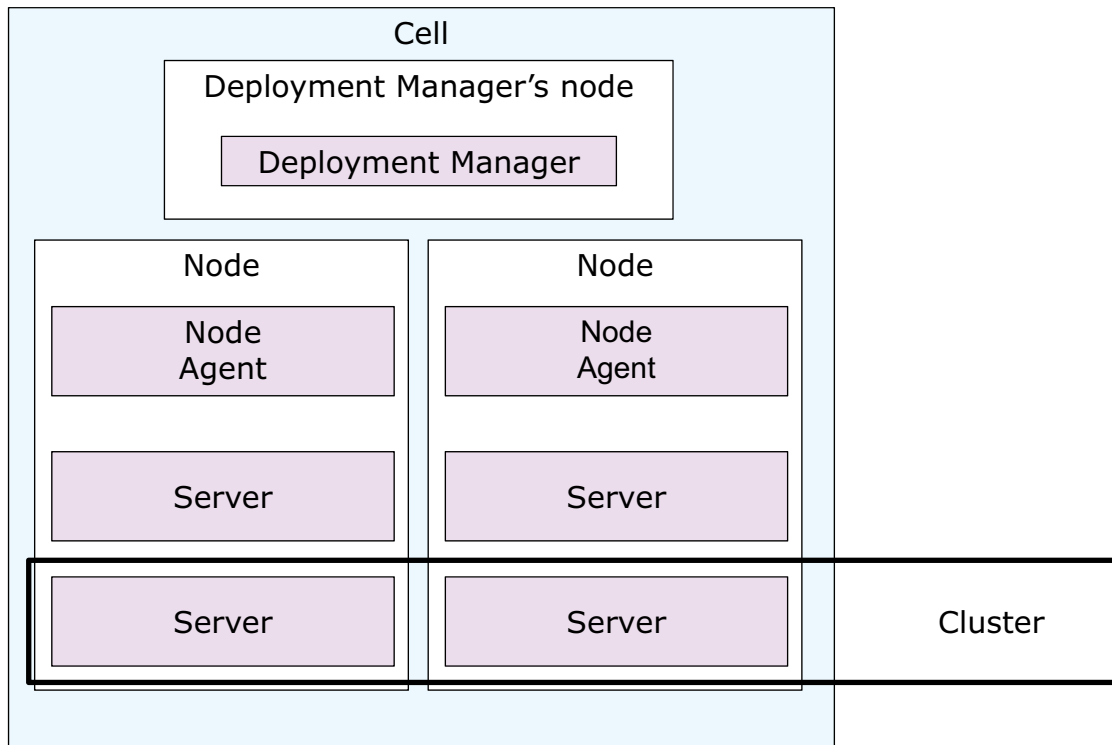 Cell
Deployment Manager’s node
Deployment Manager
Node
Node
Agent
Server
Server
Node
Node
Agent
Server
Server
Cluster